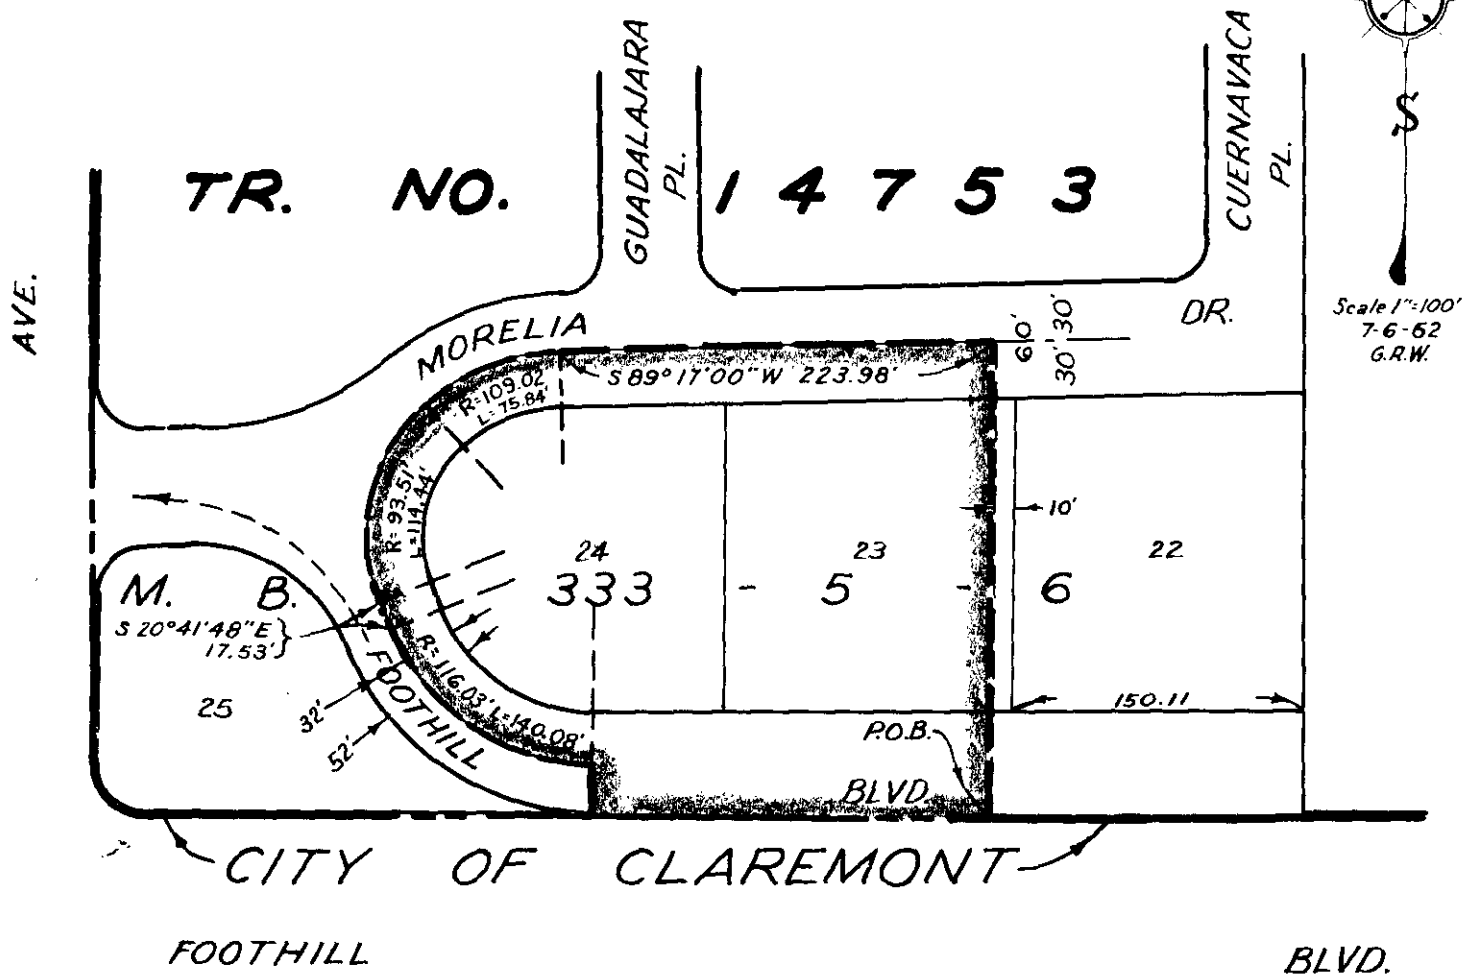 S
Scale 1"=100'
7-6-62
G.R.W.
TR. NO. 14753
GUADALAJARA
PL.
CUERNAVACA
PL.
AVE.
MORELIA
DR.
60'
30' 30'
S 89° 17' 00" W 223.98'
R=109.02
L=75.84'
R=93.51'
L=114.44'
10'
24
23
22
M. B. 333 - 5 - 6
S 20° 41' 48" E
17.53'
25
R=116.03' L=140.08'
32'
52'
FOOTHILL
150.11
P.O.B.
BLVD.
CITY OF CLAREMONT
FOOTHILL BLVD.